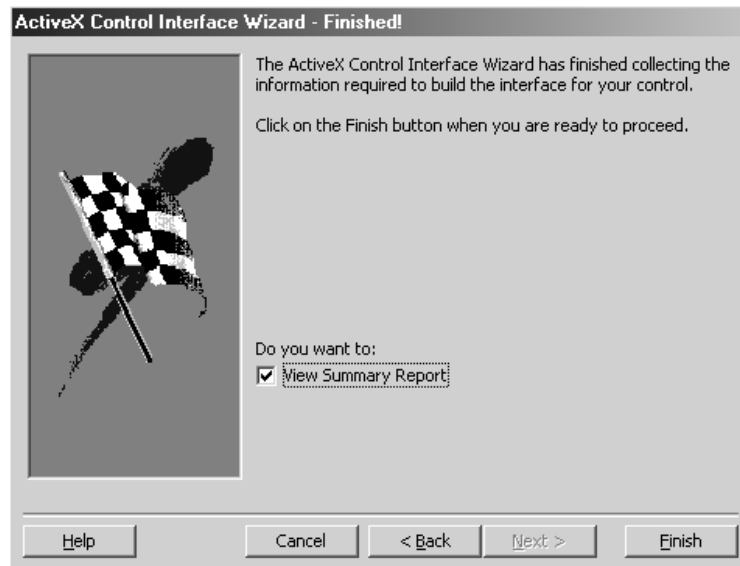 ActiveX Control Interface Wizard - Finished!
The ActiveX Control Interface Wizard has finished collecting the
information required to build the interface for your control.
Click on the Finish button when you are ready to proceed.
Do you want to:
View Summary Report
Help
Cancel
< Back
Next >
Finish